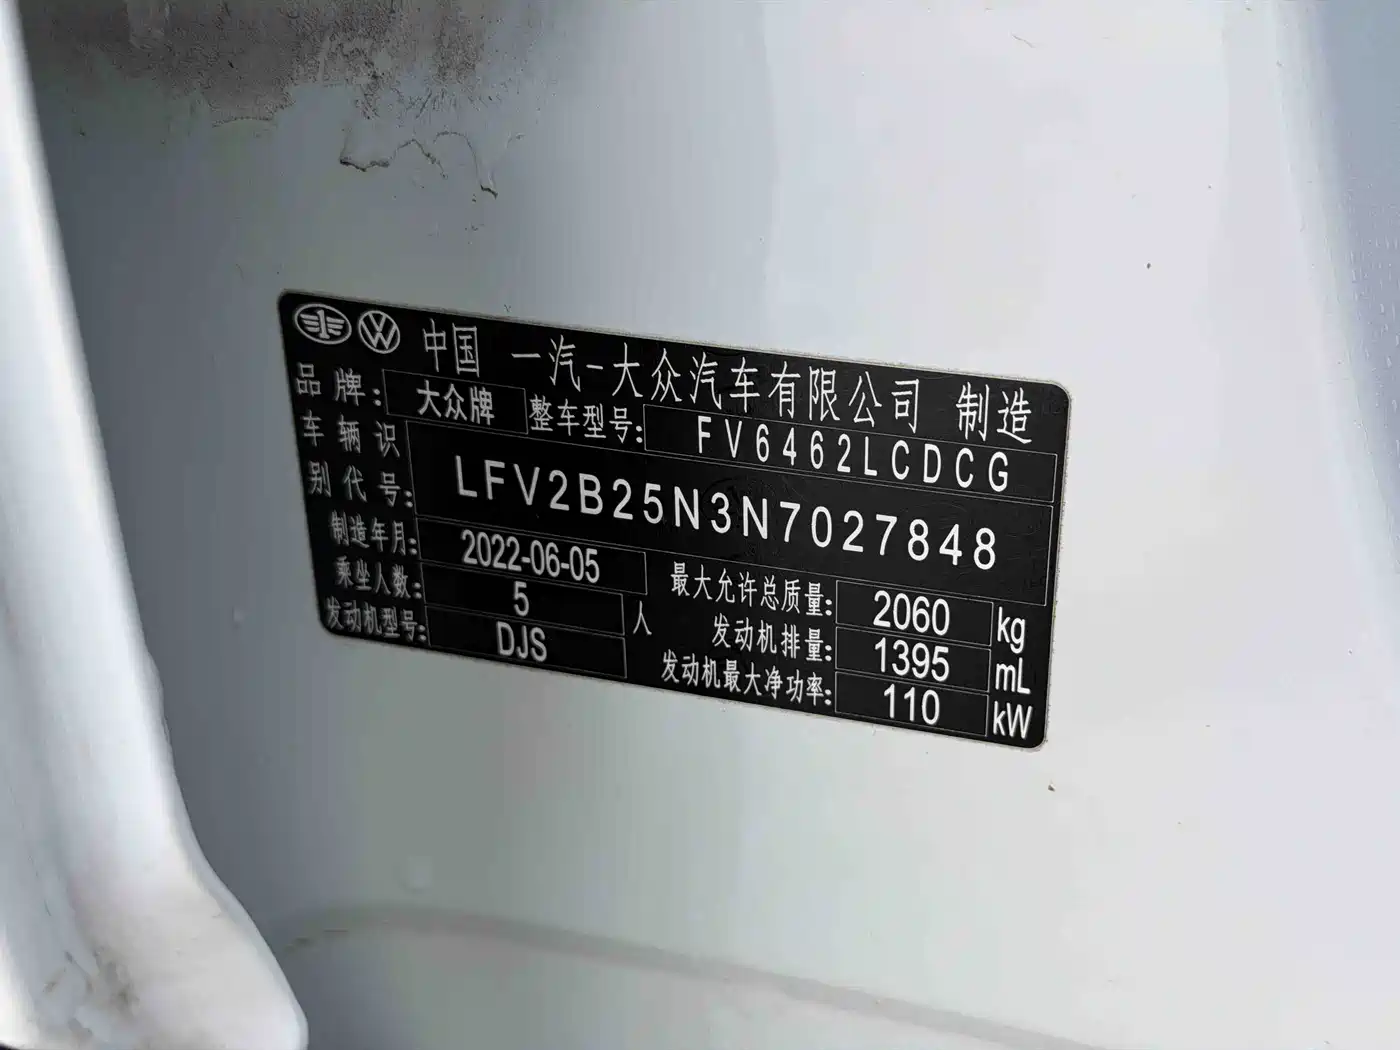 中国 一汽-大众汽车有限公司 制造
品牌: 大众牌 整车型号: FV6462LCDCG
车辆识别代号: LFV2B25N3N7027848
制造年月: 2022-06-05
乘坐人数: 5 人
发动机型号: DJS
最大允许总质量: 2060 kg
发动机排量: 1395 mL
发动机最大净功率: 110 kW